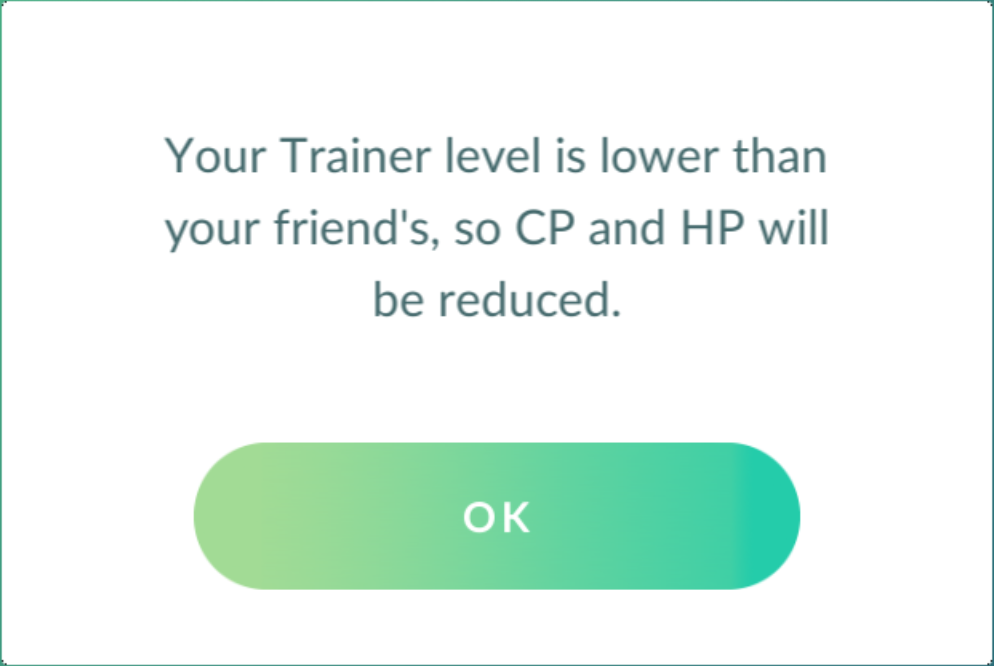 Your Trainer level is lower than
your friend's, so CP and HP will
be reduced.
OK